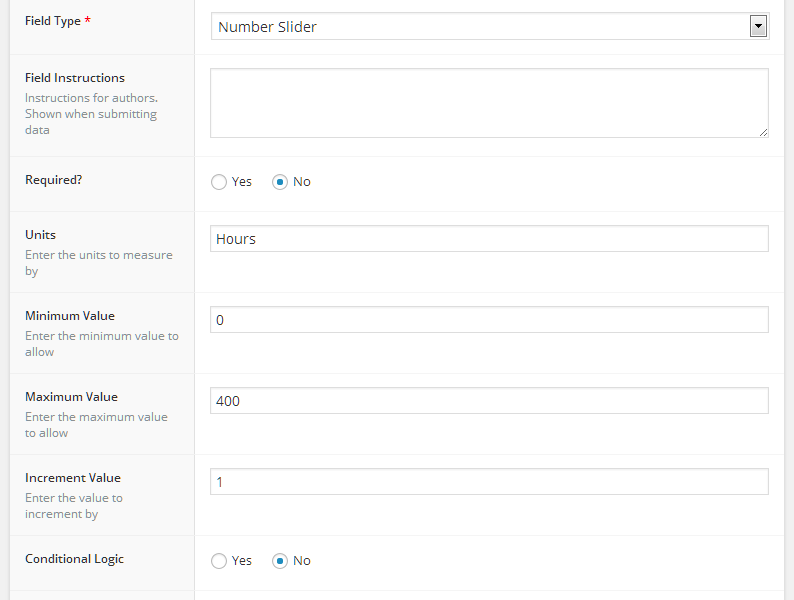 Field Type *
Number Slider
Field Instructions
Instructions for authors.
Shown when submitting
data
Required?
Yes
No
Units
Enter the units to measure
by
Hours
Minimum Value
Enter the minimum value to
allow
0
Maximum Value
Enter the maximum value
to allow
400
Increment Value
Enter the value to
increment by
1
Conditional Logic
Yes
No